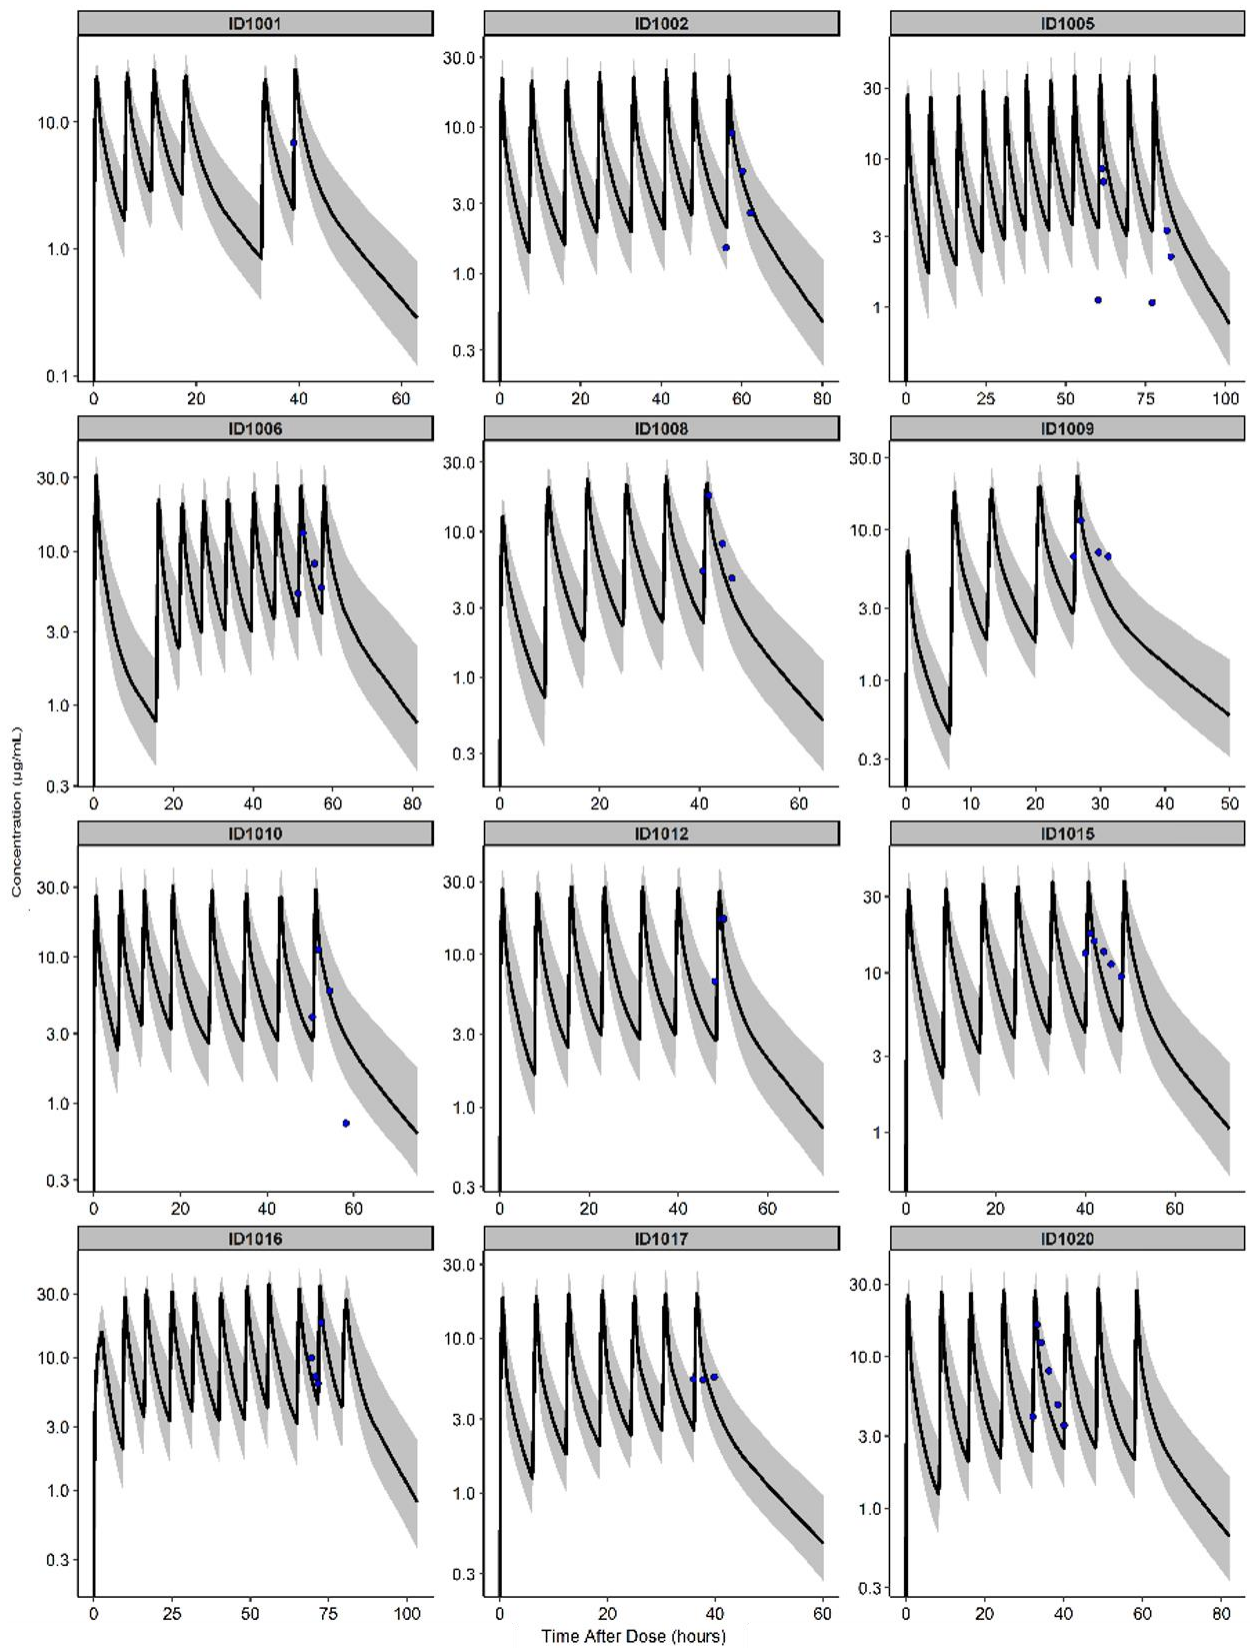 ID1001 ID1002 ID1005
30.0 30
10.0 10.0 10
3.0 3
1.0 1.0 1
0.3
0.1
0 20 40 60 0 20 40 60 80 0 25 50 75 100
ID1006 ID1008 ID1009
30.0 30.0 30.0
10.0 10.0 10.0
3.0 3.0 3.0
1.0 1.0 1.0
0.3 0.3 0.3
0 20 40 60 80 0 20 40 60 0 10 20 30 40 50
Concentration (µg/mL)
ID1010 ID1012 ID1015
30.0 30.0 30
10.0 10.0 10
3.0 3.0 3
1.0 1.0 1
0.3 0.3
0 20 40 60 0 20 40 60 0 20 40 60
ID1016 ID1017 ID1020
30.0 30.0 30.0
10.0 10.0 10.0
3.0 3.0 3.0
1.0 1.0 1.0
0.3 0.3 0.3
0 25 50 75 100 0 20 40 60 0 20 40 60 80
Time After Dose (hours)